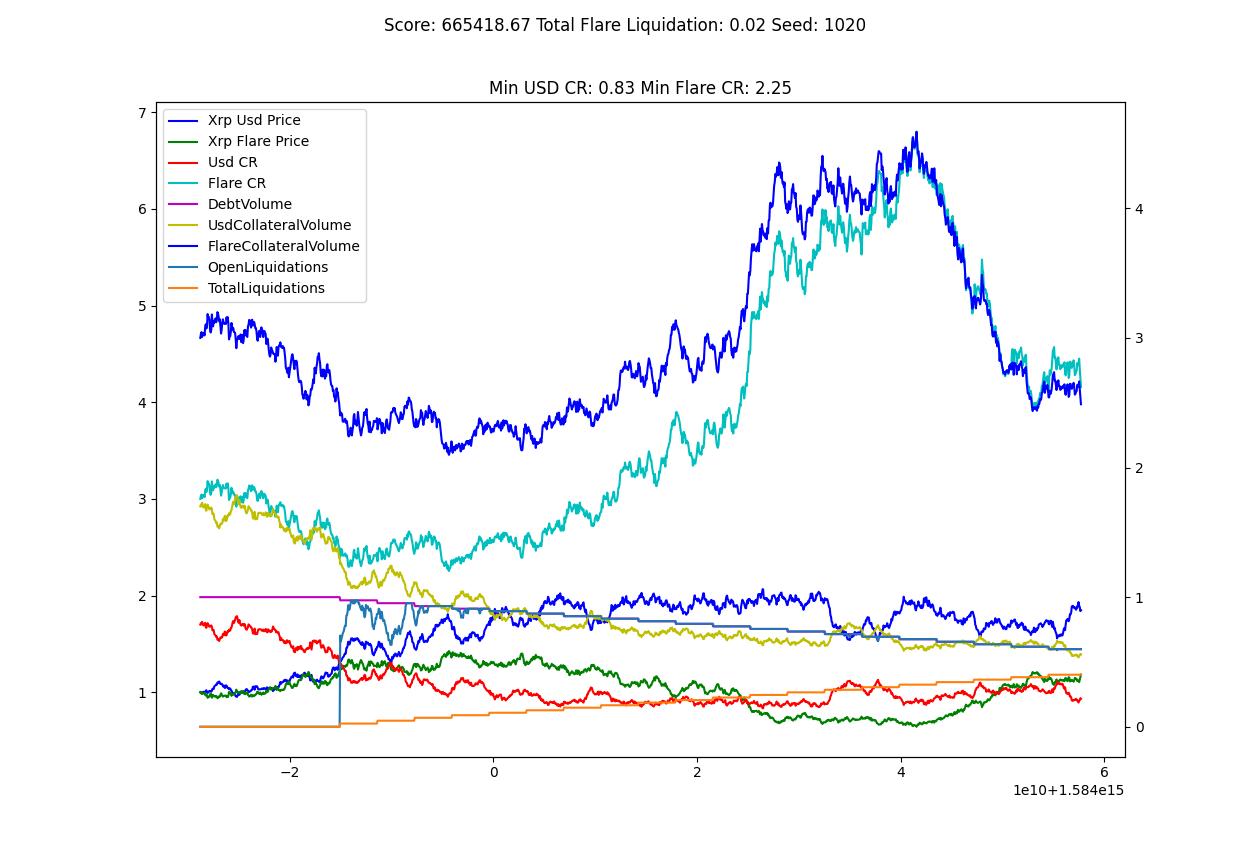 Score: 665418.67 Total Flare Liquidation: 0.02 Seed: 1020
Min USD CR: 0.83 Min Flare CR: 2.25
7
6
5
4
3
2
1
Xrp Usd Price
Xrp Flare Price
Usd CR
Flare CR
DebtVolume
UsdCollateralVolume
FlareCollateralVolume
OpenLiquidations
TotalLiquidations
4
3
2
1
0
−2
0
2
4
6
1e10+1.584e15